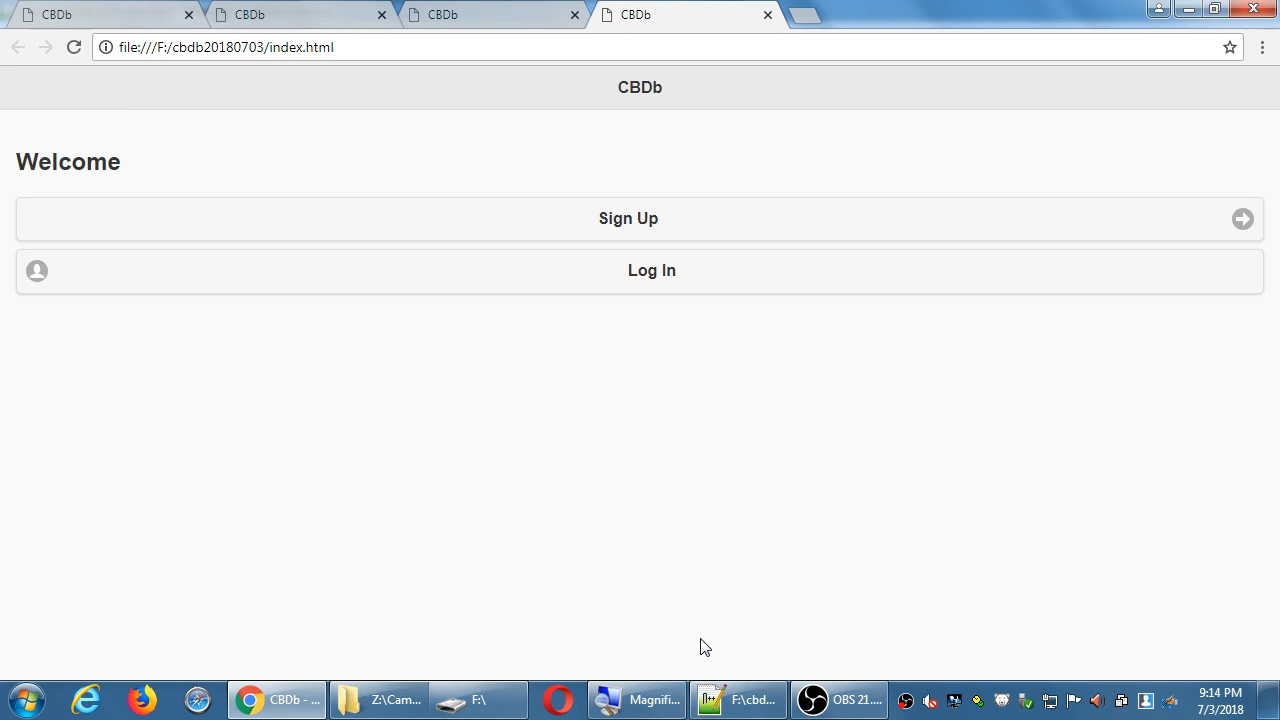 CBDb
CBDb
CBDb
CBDb
file:///F:/cbdb20180703/index.html
CBDb
Welcome
Sign Up
Log In
CBDb - ...
Z:\Cam...
F:\
Magnifi...
F:\cbd...
OBS 21....
9:14 PM
7/3/2018